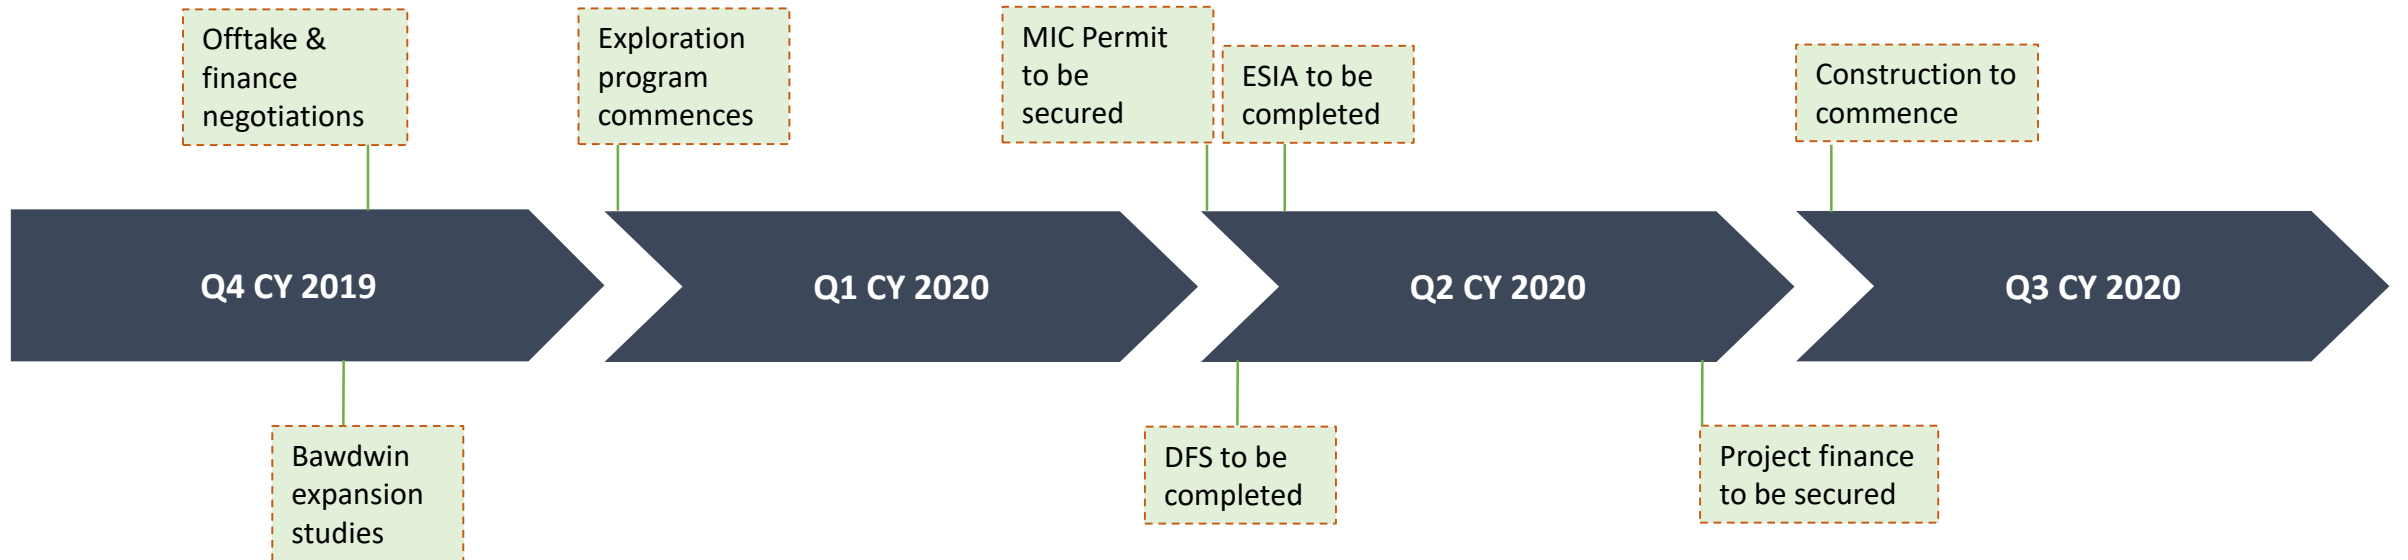 Offtake &
finance
negotiations
Exploration
program
commences
MIC Permit
to be
secured
ESIA to be
completed
Construction to
commence
Q4 CY 2019
Q1 CY 2020
Q2 CY 2020
Q3 CY 2020
Bawdwin
expansion
studies
DFS to be
completed
Project finance
to be secured